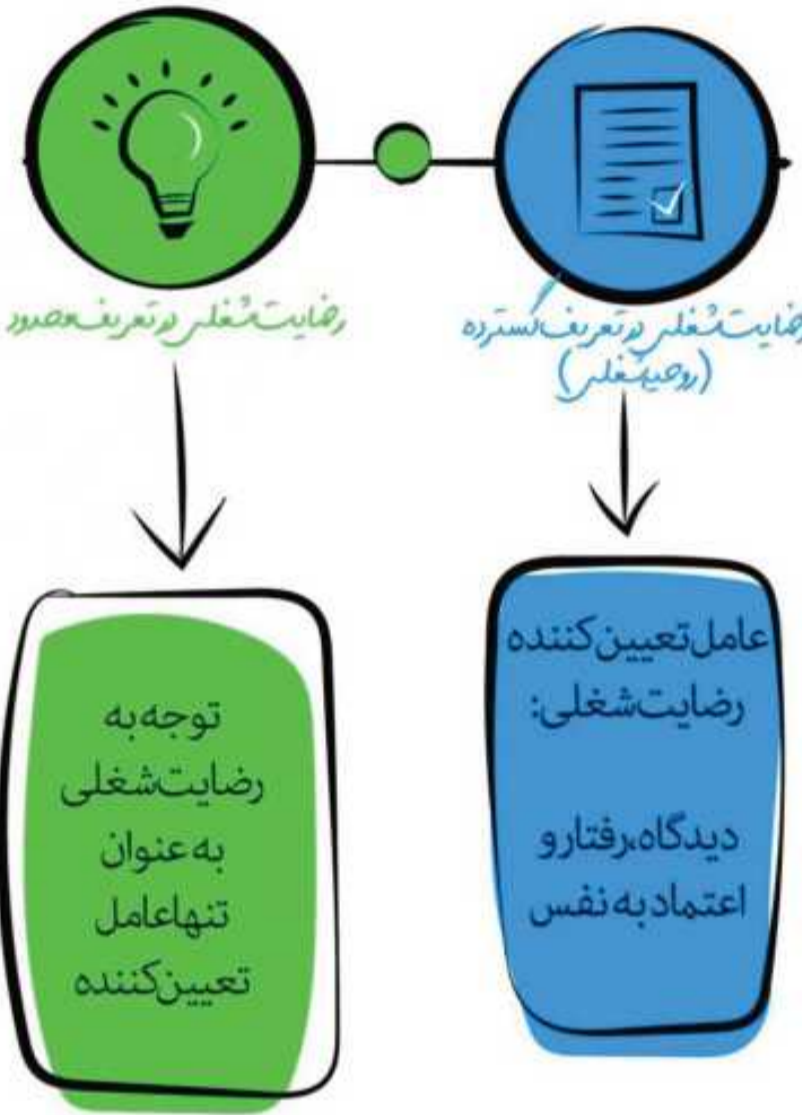 رضایت شغلی در تعریف گسترده
(روحیه شغلی)
عامل تعیین کننده
رضایت شغلی:
دیدگاه، رفتار و
اعتماد به نفس
رضایت شغلی در تعریف محدود
توجه به
رضایت شغلی
به عنوان
تنها عامل
تعیین کننده